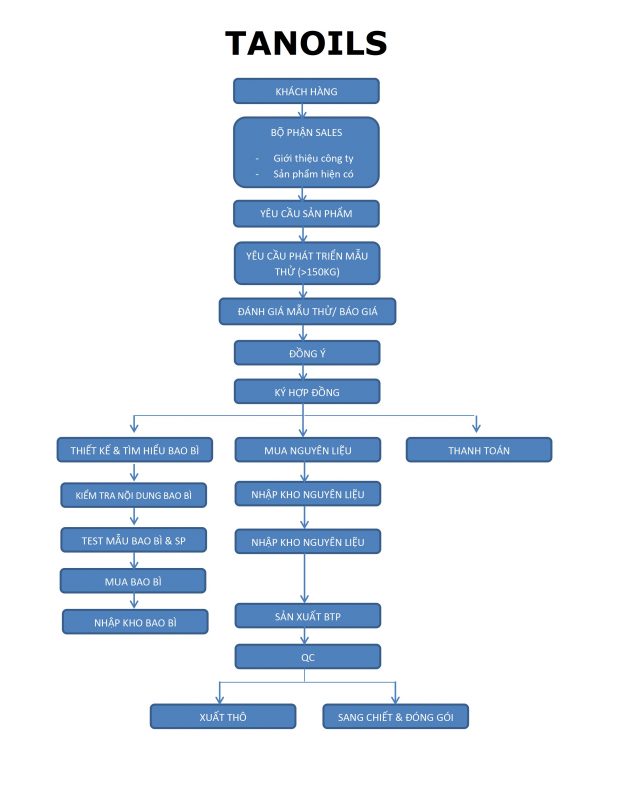 TANOILS
KHÁCH HÀNG
BỘ PHẬN SALES
- Giới thiệu công ty
- Sản phẩm hiện có
YÊU CẦU SẢN PHẨM
YÊU CẦU PHÁT TRIỂN MẪU
THỬ (>150KG)
ĐÁNH GIÁ MẪU THỬ/ BÁO GIÁ
ĐỒNG Ý
KÝ HỢP ĐỒNG
THIẾT KẾ & TÌM HIỂU BAO BÌ
MUA NGUYÊN LIỆU
THANH TOÁN
KIỂM TRA NỘI DUNG BAO BÌ
NHẬP KHO NGUYÊN LIỆU
TEST MẪU BAO BÌ & SP
NHẬP KHO NGUYÊN LIỆU
MUA BAO BÌ
NHẬP KHO BAO BÌ
SẢN XUẤT BTP
QC
XUẤT THÔ
SANG CHIẾT & ĐÓNG GÓI